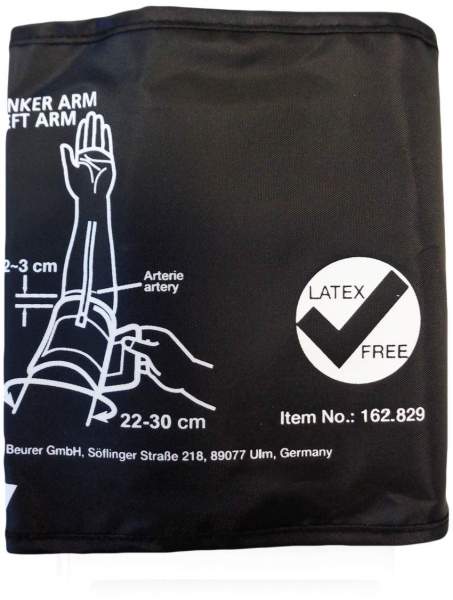 NKER ARM
EFT ARM
2~3 cm
Arterie
artery
LATEX
FREE
22-30 cm
Item No.: 162.829
Beurer GmbH, Söflinger Straße 218, 89077 Ulm, Germany